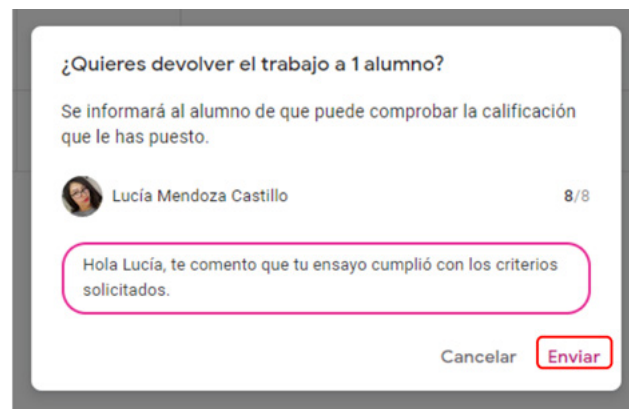 ¿Quieres devolver el trabajo a 1 alumno?
Se informará al alumno de que puede comprobar la calificación
que le has puesto.
Lucía Mendoza Castillo 8/8
Hola Lucía, te comento que tu ensayo cumplió con los criterios
solicitados.
Cancelar Enviar